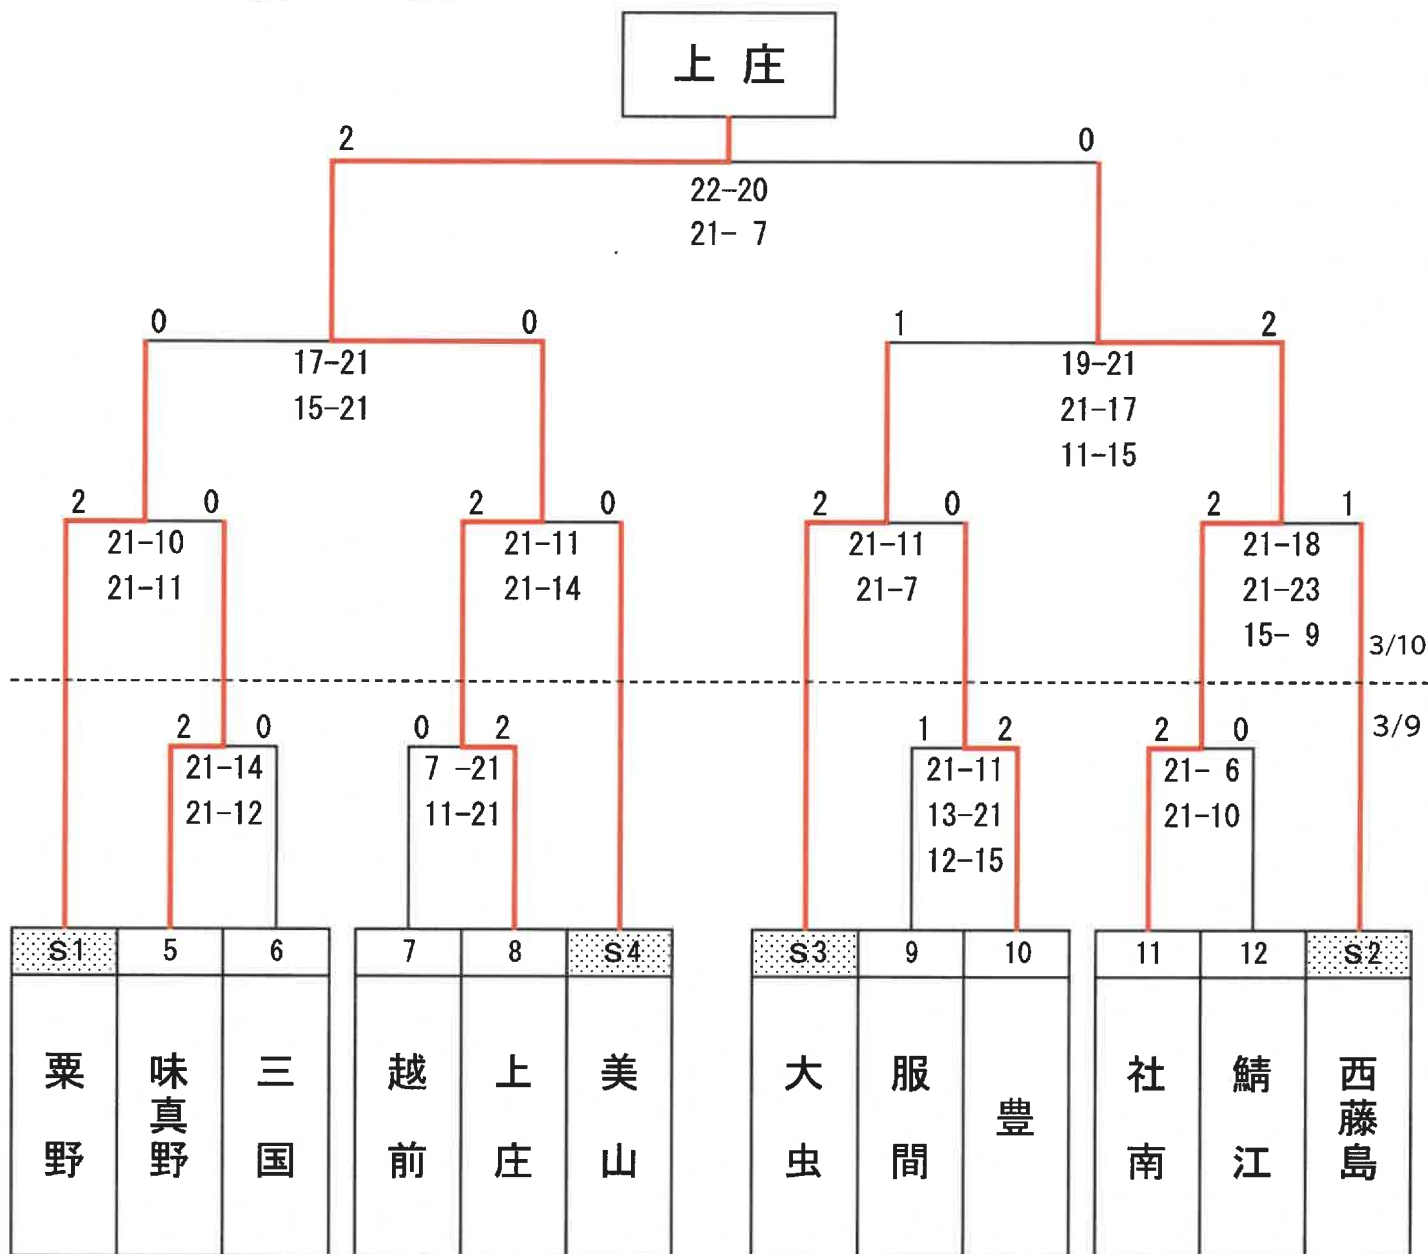 上 庄
2 0
22-20
21- 7
0 0 1 2
17-21 19-21
15-21 21-17
11-15
2 0 2 0 2 0 2 1
21-10 21-11 21-11 21-18
21-11 21-14 21-7 21-23
15- 9
3/10
3/9
2 0 0 2 1 2 2 0
21-14 7 -21 21-11 21- 6
21-12 11-21 13-21 21-10
12-15
S1 5 6 7 8 S4 S3 9 10 11 12 S2
粟野
味真野
三国
越前
上庄
美山
大虫
服間
豊
社南
鯖江
西藤島